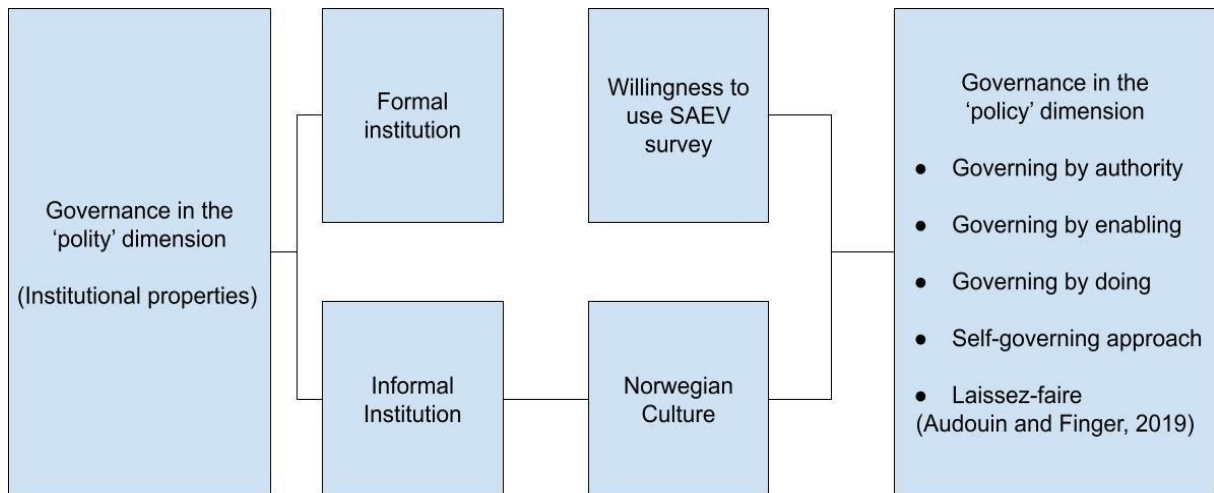 Governance in the
‘polity’ dimension
(Institutional properties)
Formal
institution
Informal
Institution
Willingness to
use SAEV
survey
Norwegian
Culture
Governance in the
‘policy’ dimension
● Governing by authority
● Governing by enabling
● Governing by doing
● Self-governing approach
● Laissez-faire
(Audouin and Finger, 2019)